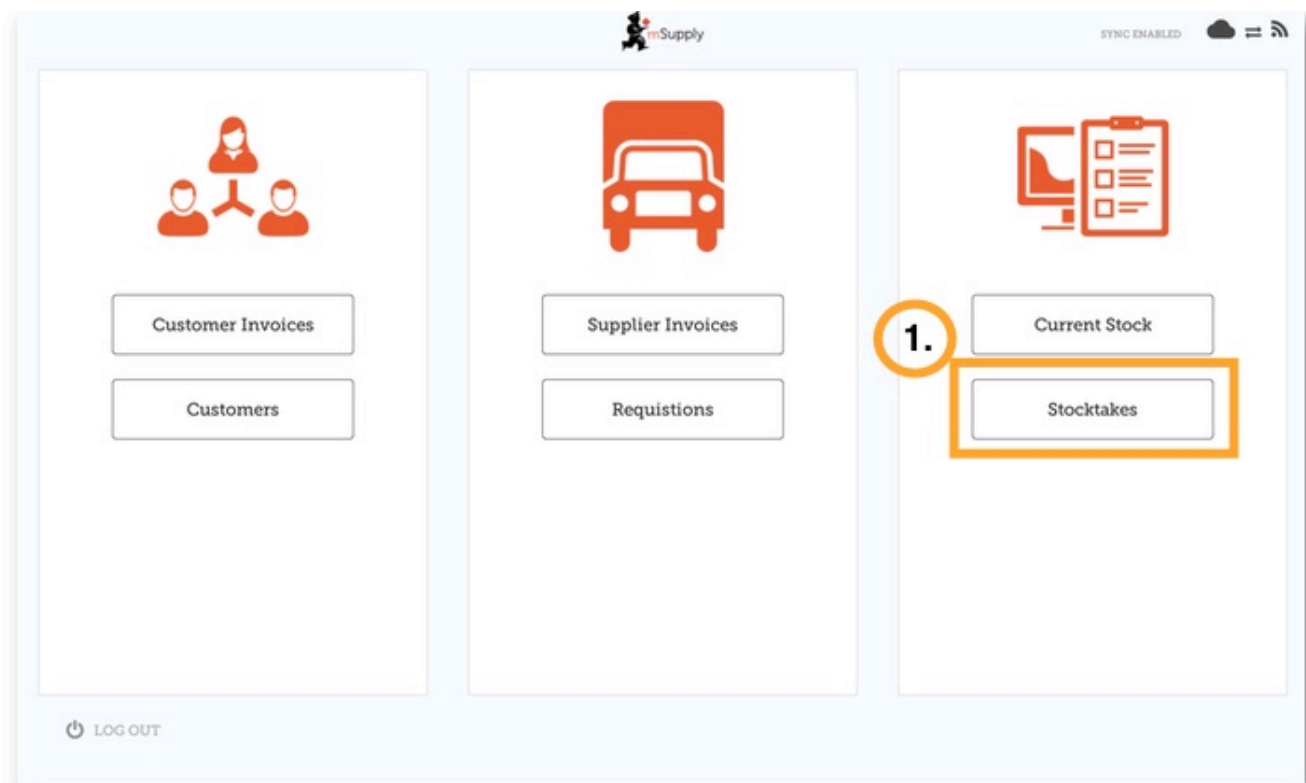 mSupply
SYNC ENABLED
Customer Invoices
Customers
Supplier Invoices
Requistions
1.
Current Stock
Stocktakes
LOG OUT